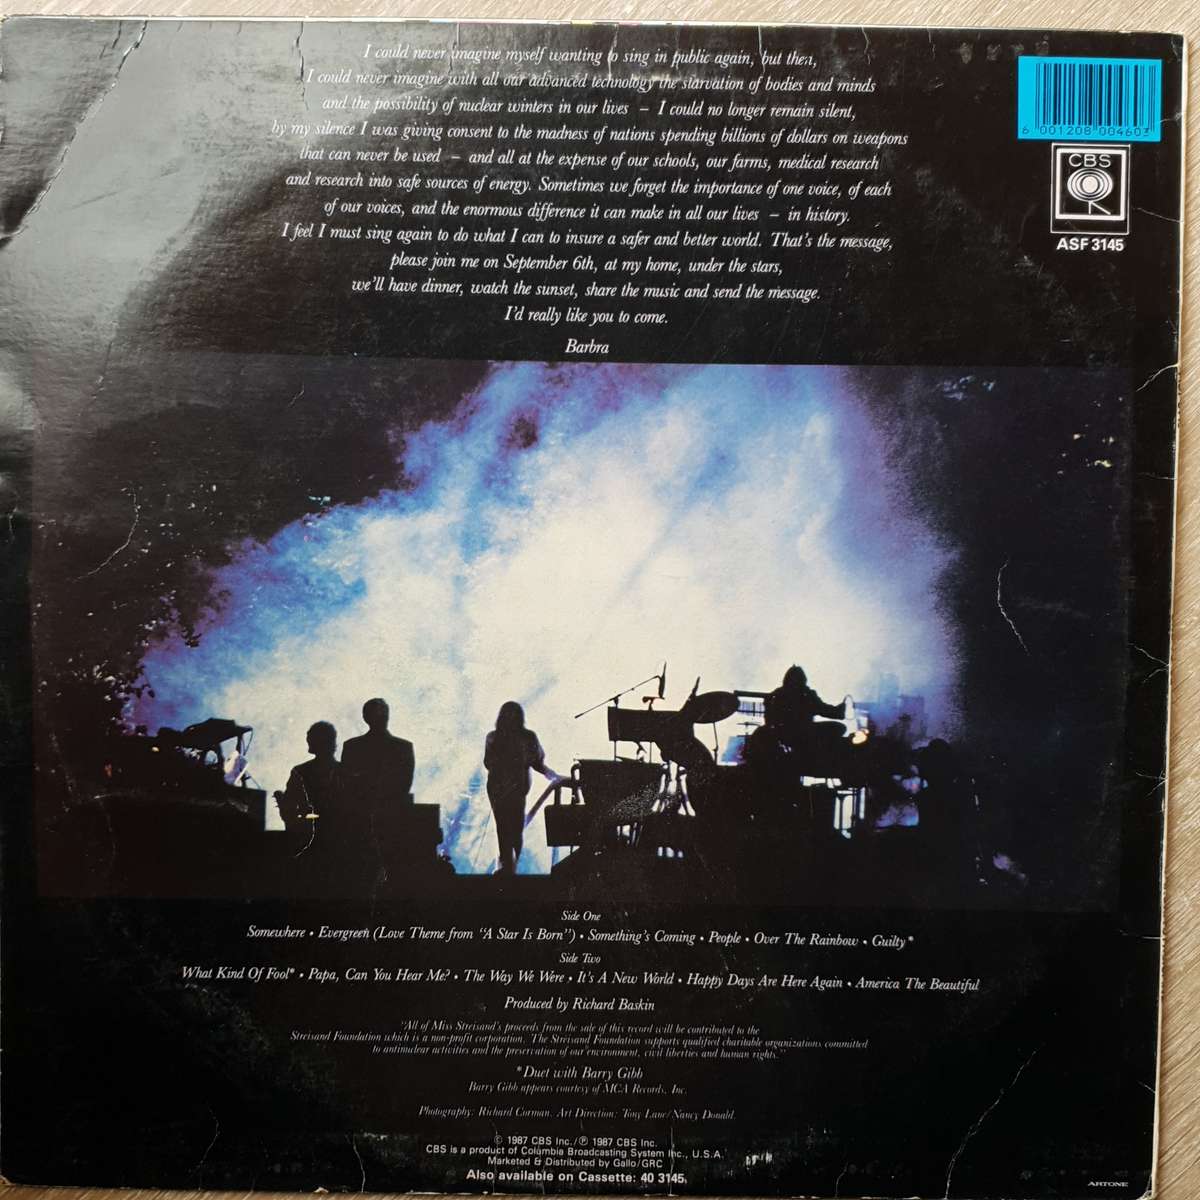 I could never imagine myself wanting to sing in public again, but then,
I could never imagine with all our advanced technology the starvation of bodies and minds
and the possibility of nuclear winters in our lives – I could no longer remain silent,
by my silence I was giving consent to the madness of nations spending billions of dollars on weapons
that can never be used – and all at the expense of our schools, our farms, medical research
and research into safe sources of energy. Sometimes we forget the importance of one voice, of each
of our voices, and the enormous difference it can make in all our lives – in history.
I feel I must sing again to do what I can to insure a safer and better world. That's the message,
please join me on September 6th, at my home, under the stars,
we'll have dinner, watch the sunset, share the music and send the message.
I'd really like you to come.
Barbra
6 001208 004603
CBS
ASF 3145
Side One
Somewhere • Evergreen (Love Theme from "A Star Is Born") • Something's Coming • People • Over The Rainbow • Guilty*
Side Two
What Kind Of Fool* • Papa, Can You Hear Me? • The Way We Were • It's A New World • Happy Days Are Here Again • America The Beautiful
Produced by Richard Baskin
"All of Miss Streisand's proceeds from the sale of this record will be contributed to the
Streisand Foundation which is a non-profit corporation. The Streisand Foundation supports qualified charitable organizations committed
to antinuclear activities and the preservation of our environment, civil liberties and human rights."
*Duet with Barry Gibb
Barry Gibb appears courtesy of MCA Records, Inc.
Photography: Richard Corman. Art Direction: Tony Lane/Nancy Donald.
© 1987 CBS Inc./℗ 1987 CBS Inc.
CBS is a product of Columbia Broadcasting System Inc., U.S.A.
Marketed & Distributed by Gallo/GRC
Also available on Cassette: 40 3145
ARTONE